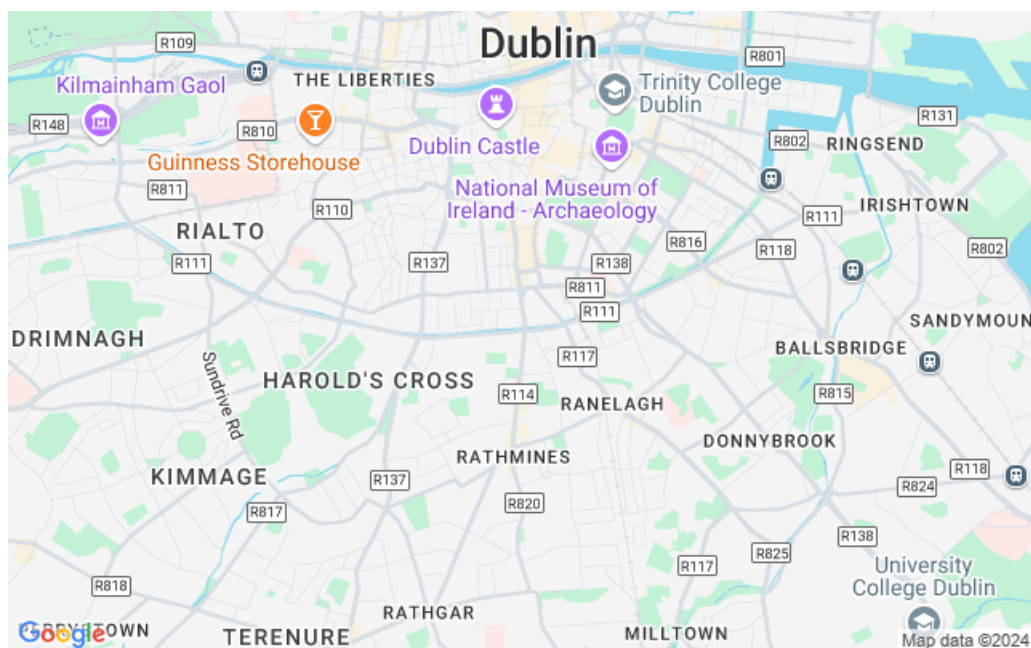 Dublin
R109
R801
THE LIBERTIES
Kilmainham Gaol
Trinity College
Dublin
R131
R148
R810
R802
RINGSEND
Dublin Castle
Guinness Storehouse
National Museum of
Ireland - Archaeology
R811
IRISHTOWN
R110
R111
RIALTO
R816
R118
R802
R111
R137
R138
R811
R111
SANDYMOUN
DRIMNAGH
BALLSBRIDGE
R117
Sundrive Rd
HAROLD'S CROSS
R114
R815
RANELAGH
DONNYBROOK
RATHMINES
KIMMAGE
R118
R137
R824
R820
R817
R138
R825
R117
University
College Dublin
R818
RATHGAR
Google
TOWN
TERENURE
MILLTOWN
Map data ©2024